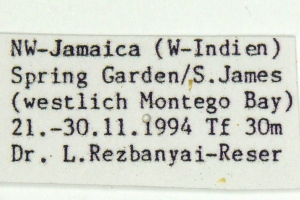 NW-Jamaica (W-Indien)
Spring Garden/S.James
(westlich Montego Bay)
21.-30.11.1994 Tf 30m
Dr. L.Rezbanyai-Reser